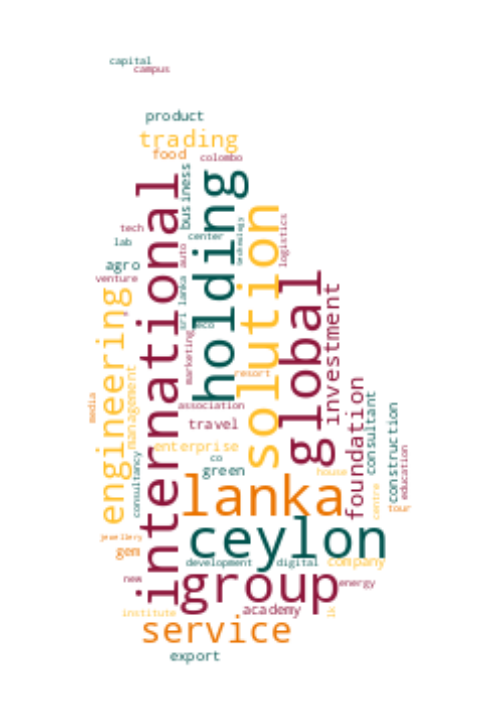 capital
campus
product
trading
food
colombo
business
international
holding
tech
center
technology
logistics
lab
auto
solution
agro
venture
sri lanka
global
engineering
eco
investment
marketing
resort
management
media
association
foundation
consultant
construction
travel
enterprise
education
consultancy
co
green
house
lanka
centre
tour
ceylon
jewellery
gem
development
digital
company
new
group
energy
institute
academy
lk
service
export